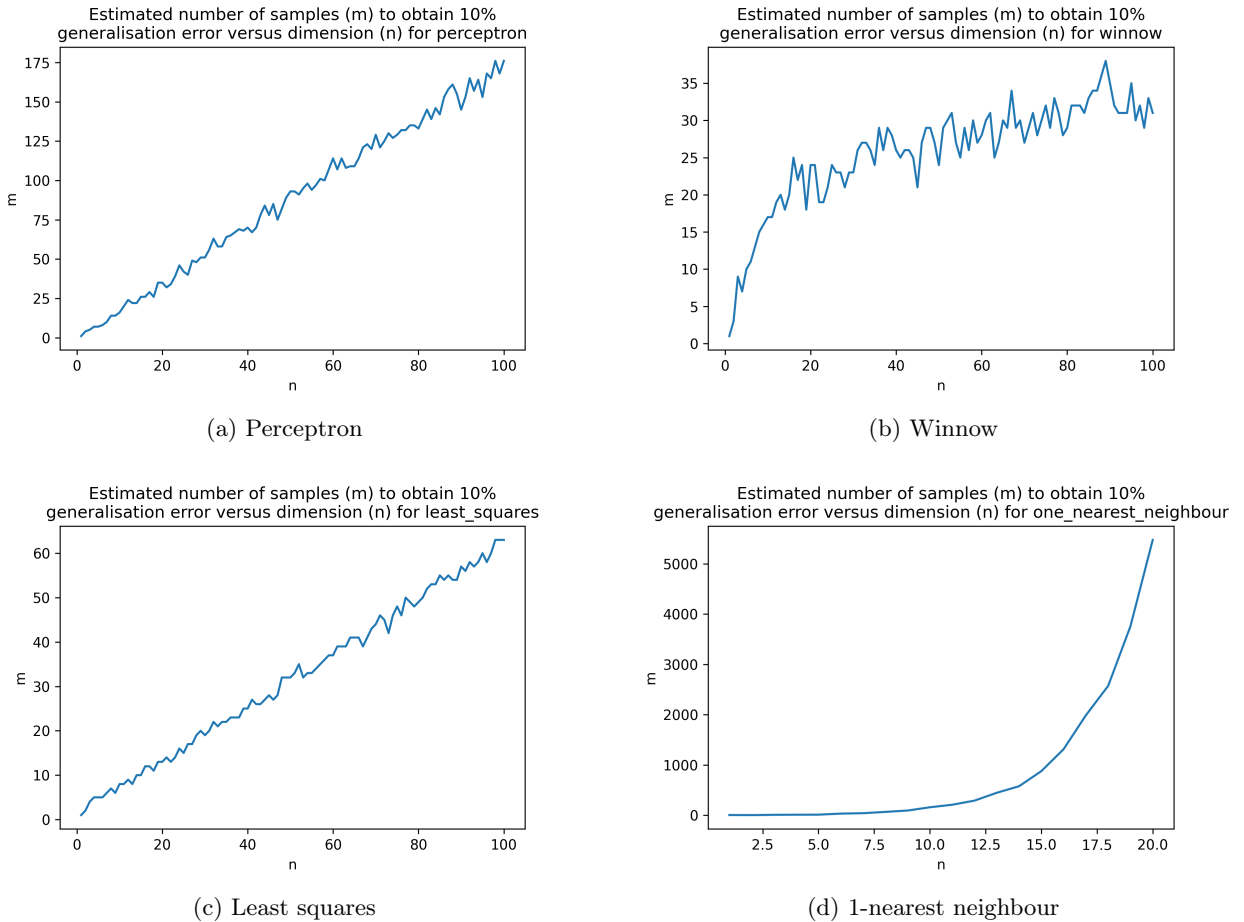 Estimated number of samples (m) to obtain 10%
generalisation error versus dimension (n) for perceptron
175
150
125
100
75
50
25
0
m
0 20 40 60 80 100
n
(a) Perceptron
Estimated number of samples (m) to obtain 10%
generalisation error versus dimension (n) for winnow
35
30
25
20
15
10
5
0
m
0 20 40 60 80 100
n
(b) Winnow
Estimated number of samples (m) to obtain 10%
generalisation error versus dimension (n) for least_squares
60
50
40
30
20
10
0
m
0 20 40 60 80 100
n
(c) Least squares
Estimated number of samples (m) to obtain 10%
generalisation error versus dimension (n) for one_nearest_neighbour
5000
4000
3000
2000
1000
0
m
2.5 5.0 7.5 10.0 12.5 15.0 17.5 20.0
n
(d) 1-nearest neighbour